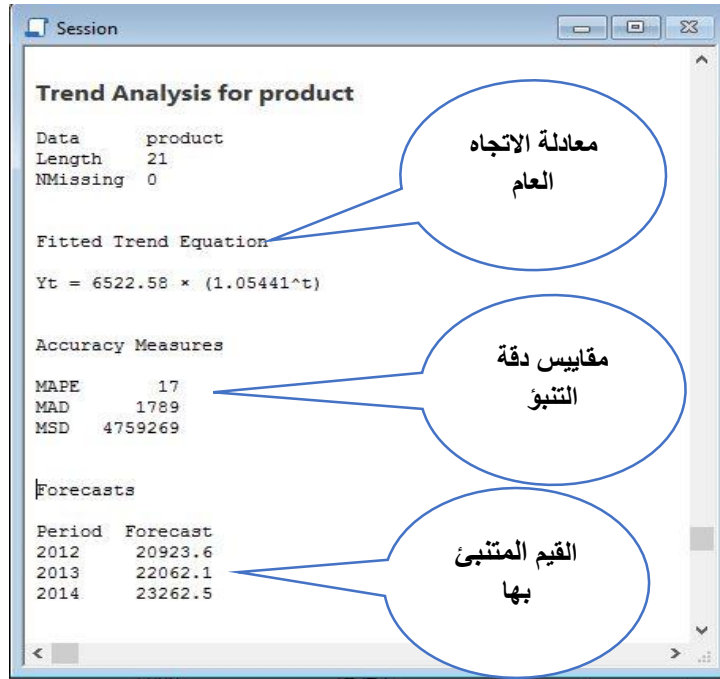 Session
Trend Analysis for product
Data product
Length 21
NMissing 0
معادلة الاتجاه
العام
Fitted Trend Equation
Yt = 6522.58 × (1.05441^t)
Accuracy Measures
MAPE 17
MAD 1789
MSD 4759269
مقاييس دقة
التنبؤ
Forecasts
Period Forecast
2012 20923.6
2013 22062.1
2014 23262.5
القيم المتنبئ
بها